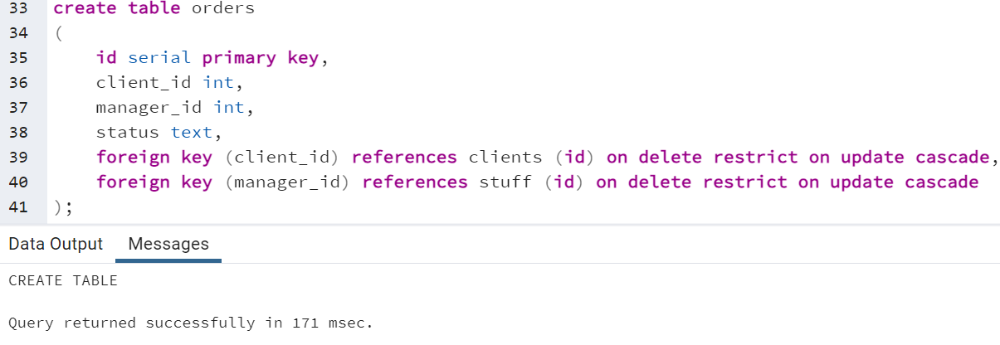 33 create table orders
34 (
35 id serial primary key,
36 client_id int,
37 manager_id int,
38 status text,
39 foreign key (client_id) references clients (id) on delete restrict on update cascade,
40 foreign key (manager_id) references stuff (id) on delete restrict on update cascade
41 );
Data Output Messages
CREATE TABLE
Query returned successfully in 171 msec.